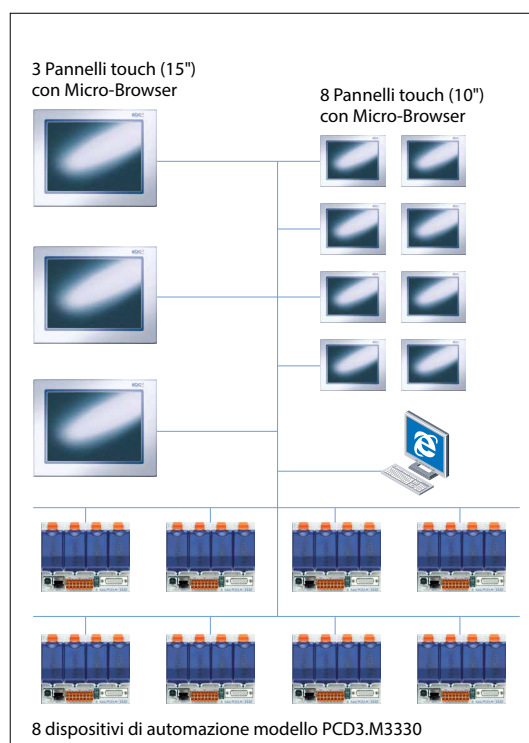 3 Pannelli touch (15")
con Micro-Browser
8 Pannelli touch (10")
con Micro-Browser
8 dispositivi di automazione modello PCD3.M3330